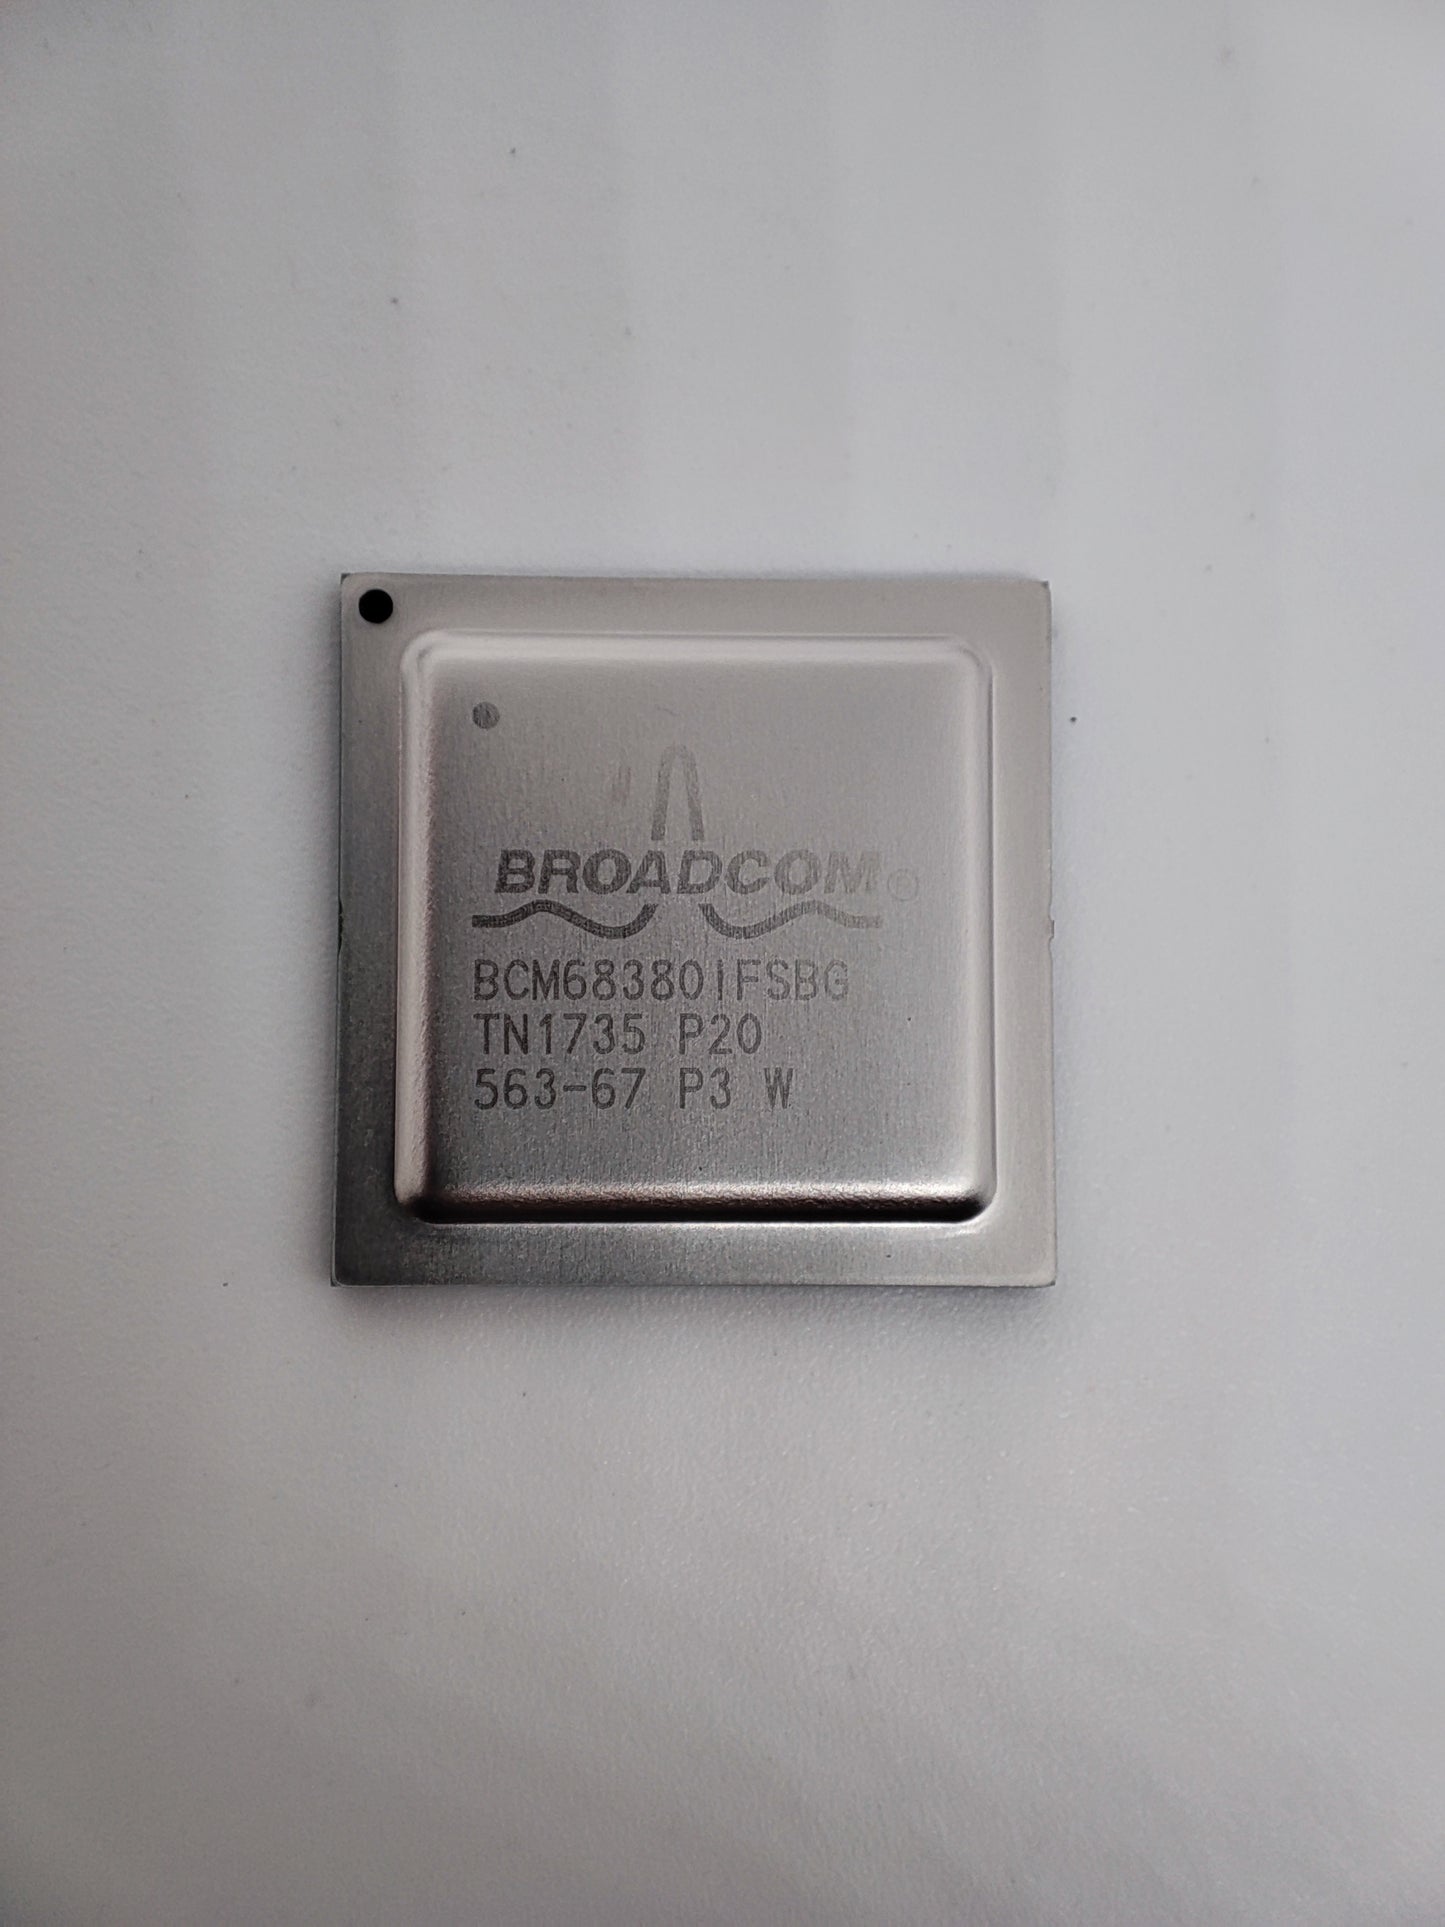 BROADCOM®
BCM68380IFSBG
TN1735 P20
563-67 P3 W